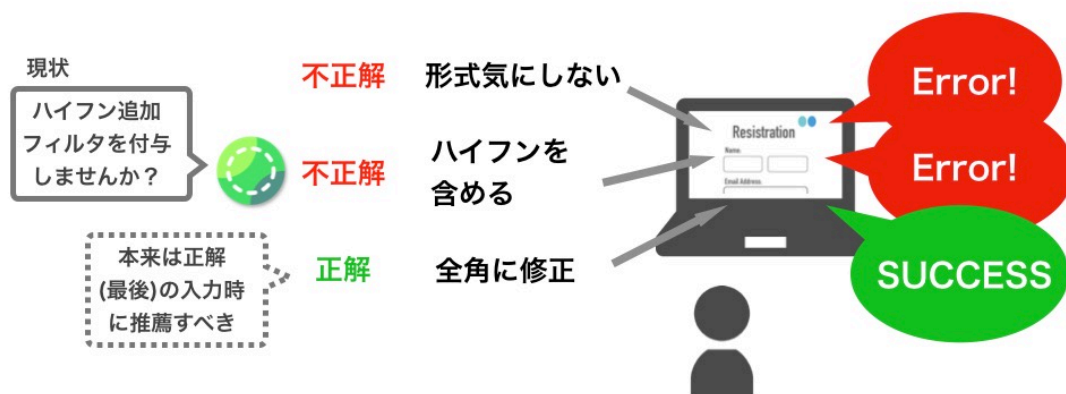 現状
ハイフン追加
フィルタを付与
しませんか？
本来は正解
(最後)の入力時
に推薦すべき
不正解
形式気にしない
不正解
ハイフンを
含める
正解
全角に修正
Resistration
Name
Email Address
Error!
Error!
SUCCESS